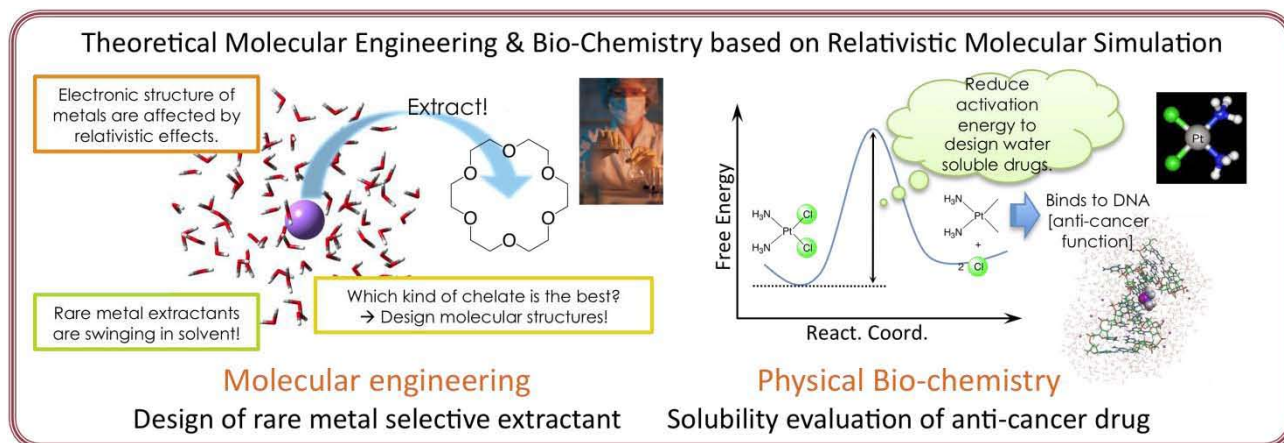 Theoretical Molecular Engineering & Bio-Chemistry based on Relativistic Molecular Simulation
Electronic structure of
metals are affected by
relativistic effects.
Extract!
O
O
O
O
O
O
Rare metal extractants
are swinging in solvent!
Which kind of chelate is the best?
→ Design molecular structures!
Molecular engineering
Design of rare metal selective extractant
Free Energy
React. Coord.
Reduce
activation
energy to
design water
soluble drugs.
H₃N
Cl
Pt
H₃N
Cl
H₃N
Pt
H₃N
+
2 Cl
Pt
Binds to DNA
[anti-cancer
function]
Physical Bio-chemistry
Solubility evaluation of anti-cancer drug